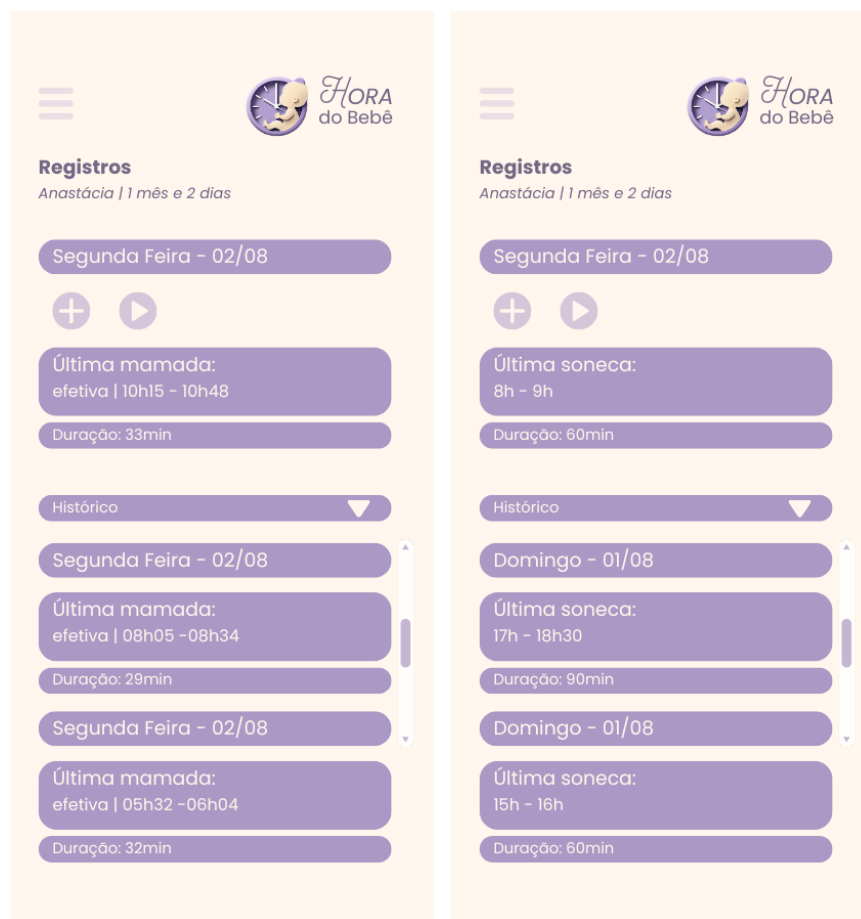 HORA
do Bebê
Registros
Anastácia | 1 mês e 2 dias
Segunda Feira - 02/08
Última mamada:
efetiva | 10h15 - 10h48
Duração: 33min
Histórico
Segunda Feira - 02/08
Última mamada:
efetiva | 08h05 -08h34
Duração: 29min
Segunda Feira - 02/08
Última mamada:
efetiva | 05h32 -06h04
Duração: 32min
HORA
do Bebê
Registros
Anastácia | 1 mês e 2 dias
Segunda Feira - 02/08
Última soneca:
8h - 9h
Duração: 60min
Histórico
Domingo - 01/08
Última soneca:
17h - 18h30
Duração: 90min
Domingo - 01/08
Última soneca:
15h - 16h
Duração: 60min